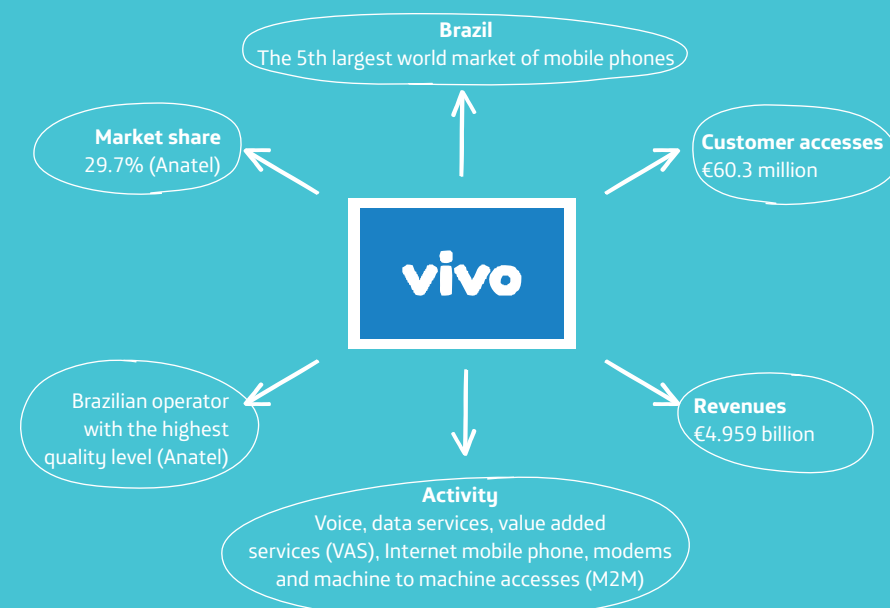 Brazil
The 5th largest world market of mobile phones
Market share
29.7% (Anatel)
Customer accesses
€60.3 million
vivo
Brazilian operator
with the highest
quality level (Anatel)
Revenues
€4.959 billion
Activity
Voice, data services, value added
services (VAS), Internet mobile phone, modems
and machine to machine accesses (M2M)